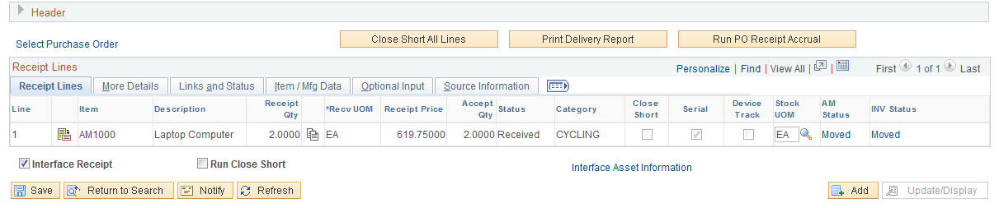 Header
Select Purchase Order
Close Short All Lines
Print Delivery Report
Run PO Receipt Accrual
Receipt Lines
Personalize | Find | View All | |
First 1 of 1 Last
Receipt Lines
More Details
Links and Status
Item / Mfg Data
Optional Input
Source Information
Line Item Description Receipt Qty *Recv UOM Receipt Price Accept Qty Status Category Close Short Serial Device Track Stock UOM AM Status INV Status
1 AM1000 Laptop Computer 2.0000 EA 619.75000 2.0000 Received CYCLING EA Moved Moved
Interface Receipt
Run Close Short
Interface Asset Information
Save
Return to Search
Notify
Refresh
Add
Update/Display